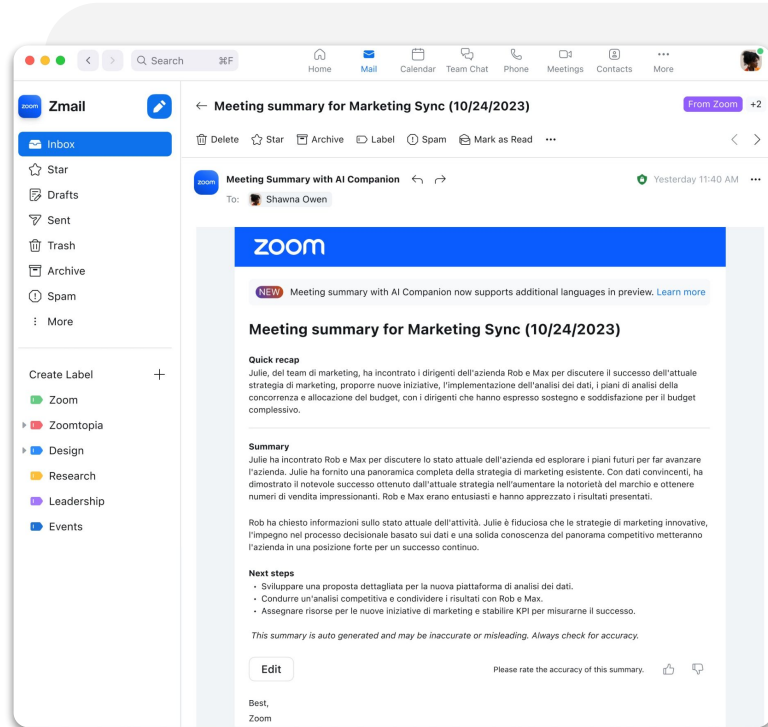 Search ⌘F
Home
Mail
Calendar
Team Chat
Phone
Meetings
Contacts
More
zoom Zmail
Inbox
Star
Drafts
Sent
Trash
Archive
Spam
More
Create Label
Zoom
Zoomtopia
Design
Research
Leadership
Events
Meeting summary for Marketing Sync (10/24/2023)
From Zoom +2
Delete Star Archive Label Spam Mark as Read
zoom
Meeting Summary with AI Companion
Yesterday 11:40 AM
To: Shawna Owen
zoom
NEW Meeting summary with AI Companion now supports additional languages in preview. Learn more
Meeting summary for Marketing Sync (10/24/2023)
Quick recap
Julie, del team di marketing, ha incontrato i dirigenti dell'azienda Rob e Max per discutere il successo dell'attuale
strategia di marketing, proporre nuove iniziative, l'implementazione dell'analisi dei dati, i piani di analisi della
concorrenza e allocazione del budget, con i dirigenti che hanno espresso sostegno e soddisfazione per il budget
complessivo.
Summary
Julie ha incontrato Rob e Max per discutere lo stato attuale dell'azienda ed esplorare i piani futuri per far avanzare
l'azienda. Julie ha fornito una panoramica completa della strategia di marketing esistente. Con dati convincenti, ha
dimostrato il notevole successo ottenuto dall'attuale strategia nell'aumentare la notorietà del marchio e ottenere
numeri di vendita impressionanti. Rob e Max erano entusiasti e hanno apprezzato i risultati presentati.
Rob ha chiesto informazioni sullo stato attuale dell'attività. Julie è fiduciosa che le strategie di marketing innovative,
l'impegno nel processo decisionale basato sui dati e una solida conoscenza del panorama competitivo metteranno
l'azienda in una posizione forte per un successo continuo.
Next steps
• Sviluppare una proposta dettagliata per la nuova piattaforma di analisi dei dati.
• Condurre un'analisi competitiva e condividere i risultati con Rob e Max.
• Assegnare risorse per le nuove iniziative di marketing e stabilire KPI per misurarne il successo.
This summary is auto generated and may be inaccurate or misleading. Always check for accuracy.
Edit
Please rate the accuracy of this summary.
Best,
Zoom